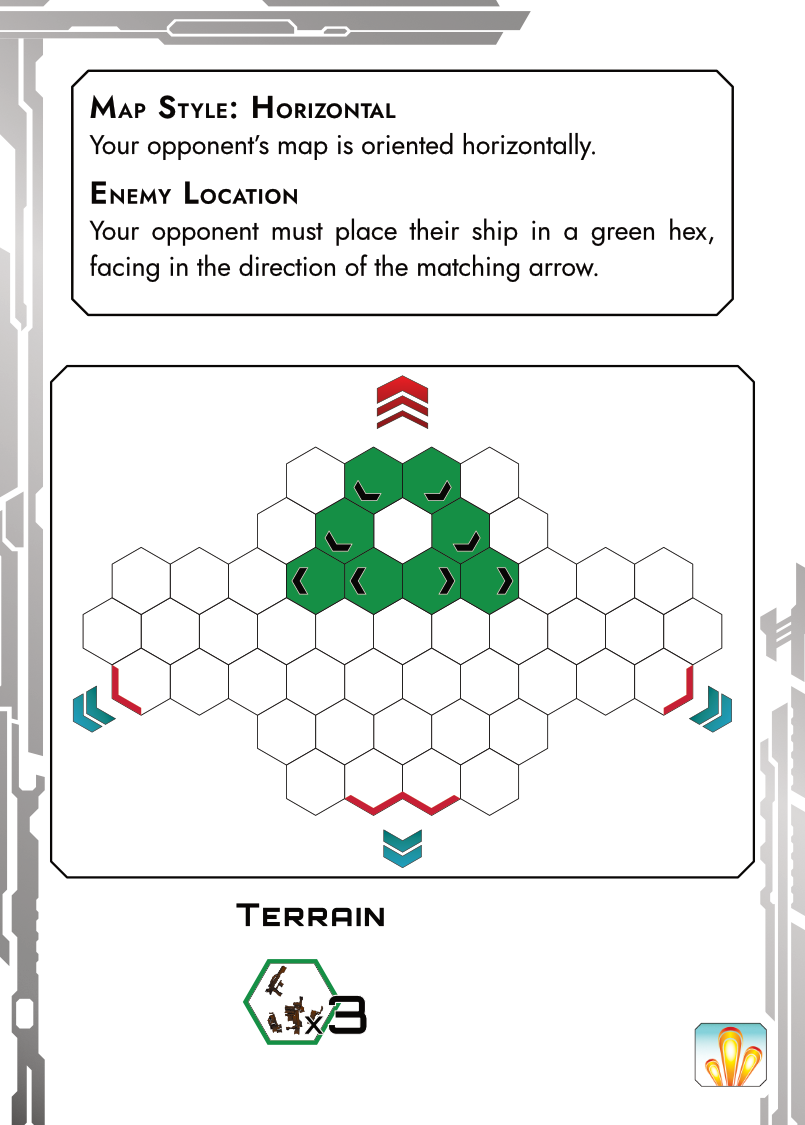 Map Style: Horizontal
Your opponent's map is oriented horizontally.
Enemy Location
Your opponent must place their ship in a green hex,
facing in the direction of the matching arrow.
Terrain
x3